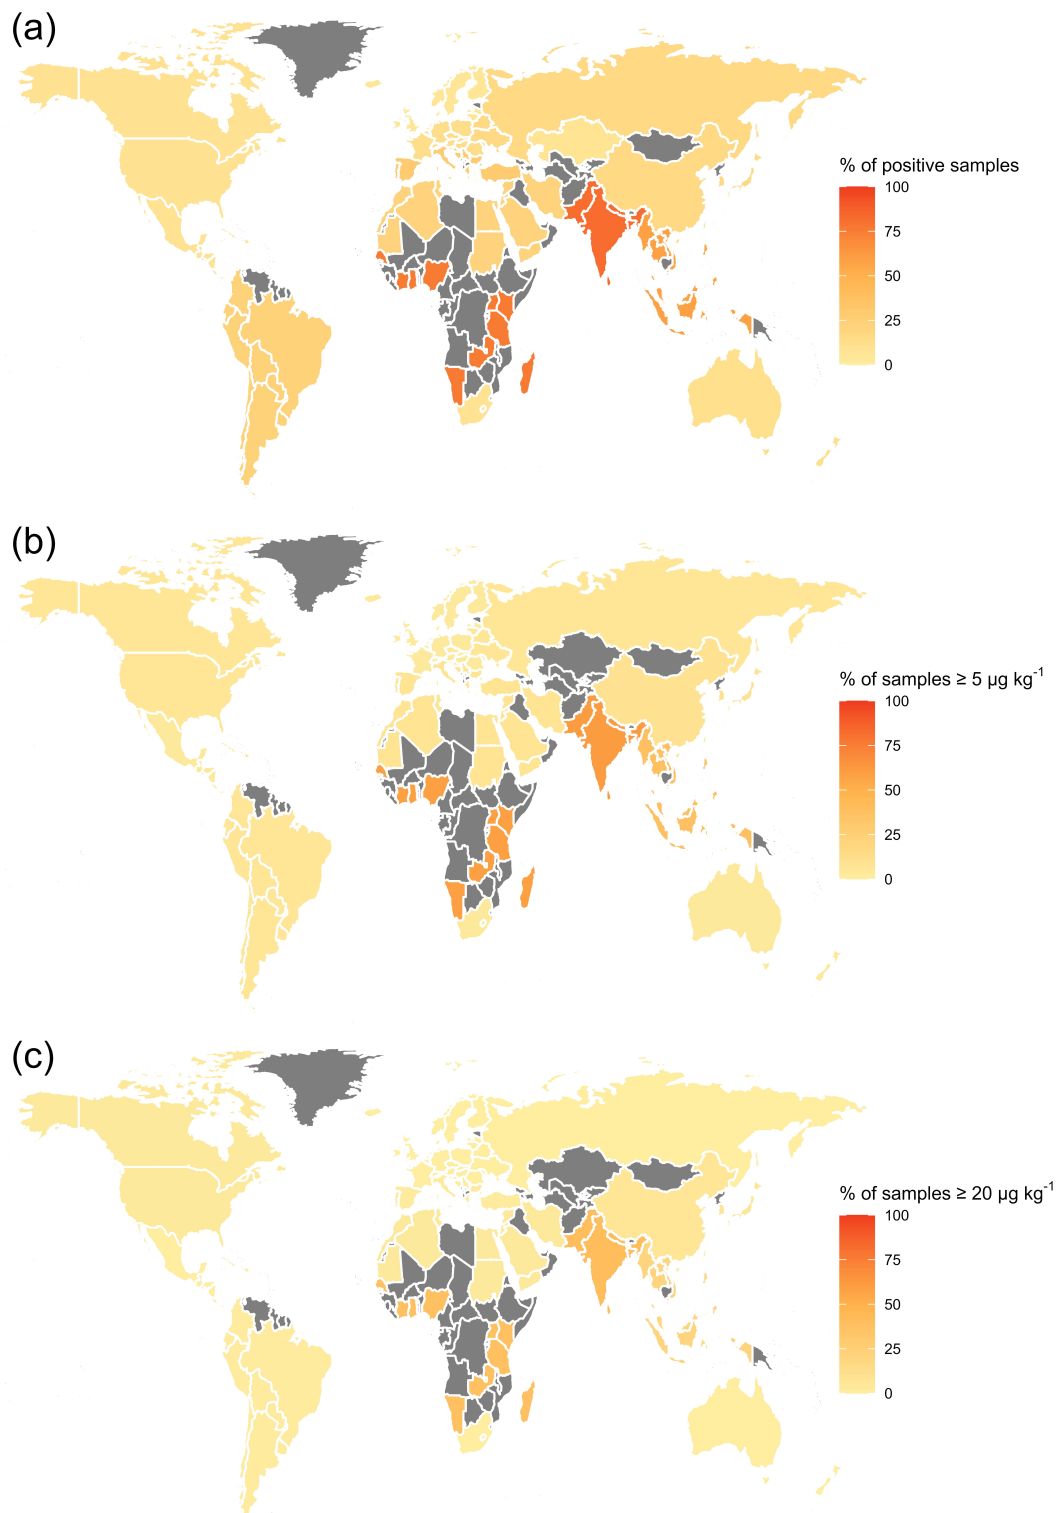 (a)
% of positive samples
100
75
50
25
0
(b)
% of samples ≥ 5 μg kg⁻¹
100
75
50
25
0
(c)
% of samples ≥ 20 μg kg⁻¹
100
75
50
25
0